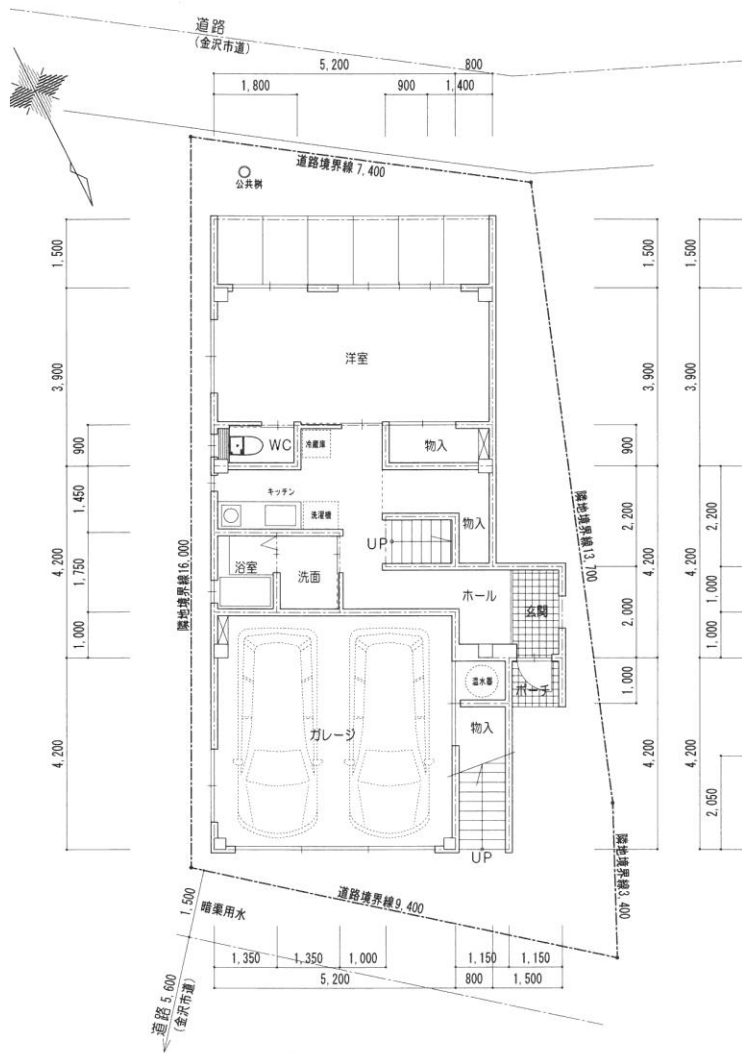 道路
(金沢市道)
5,200
800
1,800
900
1,400
道路境界線 7,400
公共桝
1,500
1,500
1,500
3,900
洋室
3,900
3,900
900
WC
冷蔵庫
物入
900
1,450
キッチン
洗濯機
物入
2,200
2,200
隣地境界線13,700
4,200
UP
4,200
4,200
1,750
浴室
洗面
ホール
玄関
2,000
1,000
隣地境界線16,000
1,000
1,000
温水器
ポーチ
1,000
4,200
ガレージ
物入
4,200
4,200
2,050
UP
隣地境界線3,400
道路境界線9,400
1,500
暗渠用水
1,350
1,350
1,000
1,150
1,150
5,200
800
1,500
道路 5,600
(金沢市道)